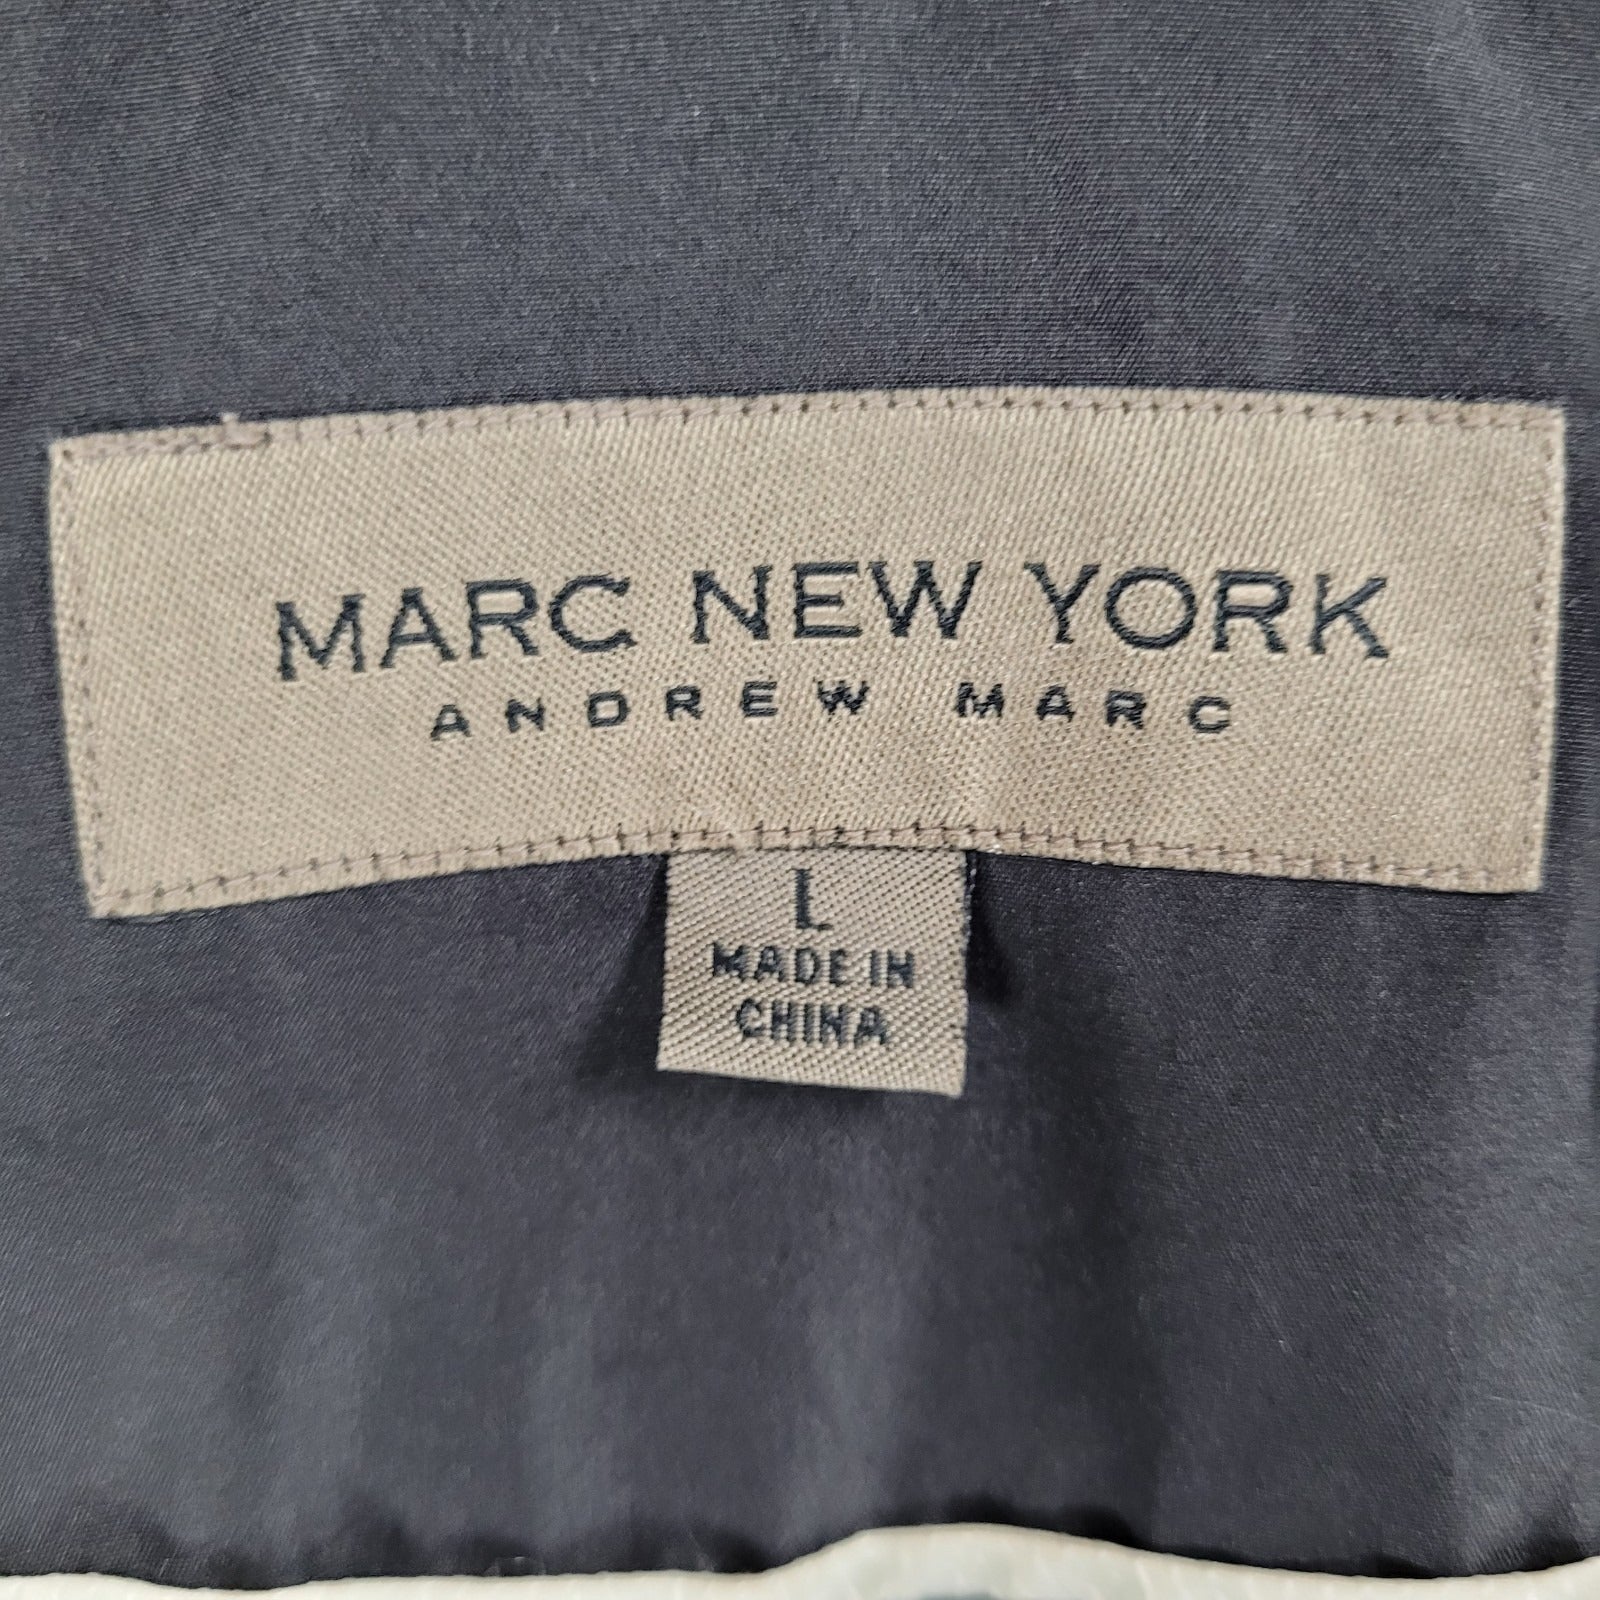 MARC NEW YORK
ANDREW MARC
L
MADE IN
CHINA